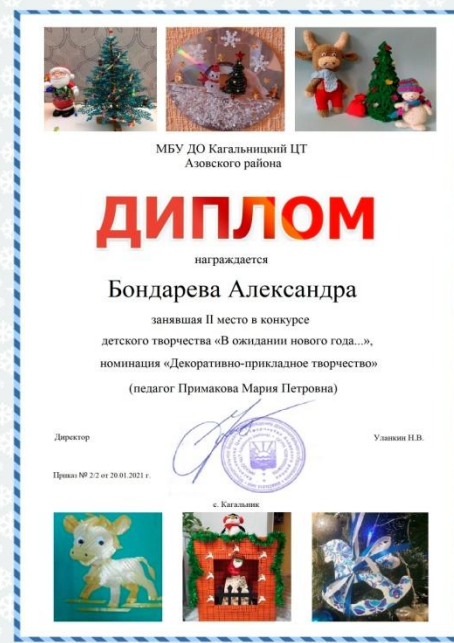 МБУ ДО Кагальницкий ЦТ
Азовского района
ДИПЛОМ
награждается
Бондарева Александра
занявшая II место в конкурсе
детского творчества «В ожидании нового года...»,
номинация «Декоративно-прикладное творчество»
(педагог Примакова Мария Петровна)
Директор
Уланкин Н.В.
Приказ № 2/2 от 20.01.2021 г.
с. Кагальник